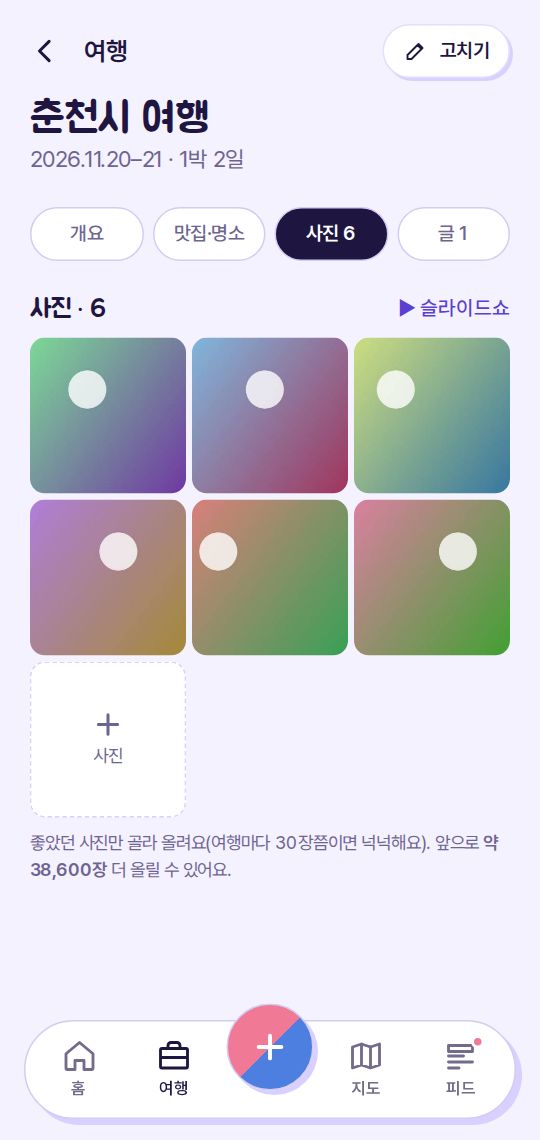 여행
고치기
춘천시 여행
2026.11.20–21 · 1박 2일
개요
맛집·명소
사진 6
글 1
사진 · 6
▶ 슬라이드쇼
사진
좋았던 사진만 골라 올려요(여행마다 30장쯤이면 넉넉해요). 앞으로 약
38,600장 더 올릴 수 있어요.
홈
여행
지도
피드